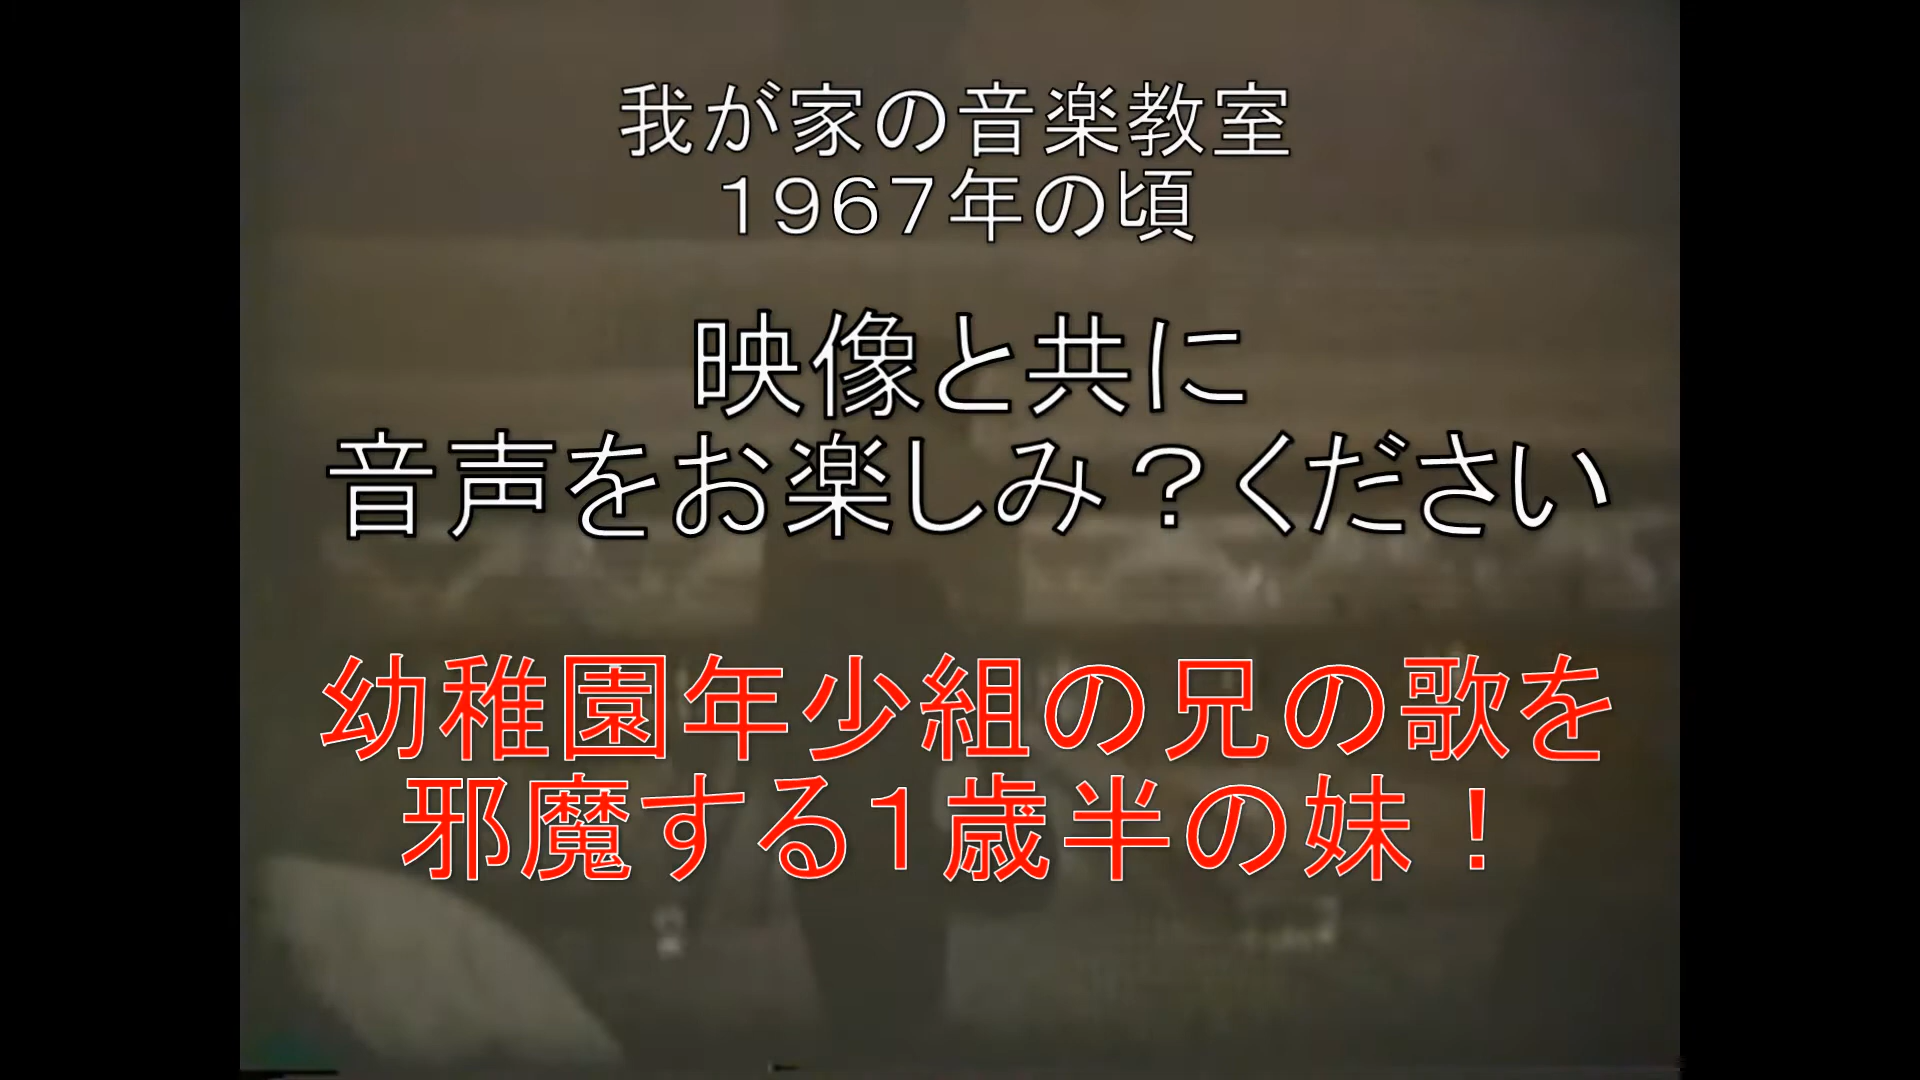 我が家の音楽教室
1967年の頃
映像と共に
音声をお楽しみ？ください
幼稚園年少組の兄の歌を
邪魔する1歳半の妹！